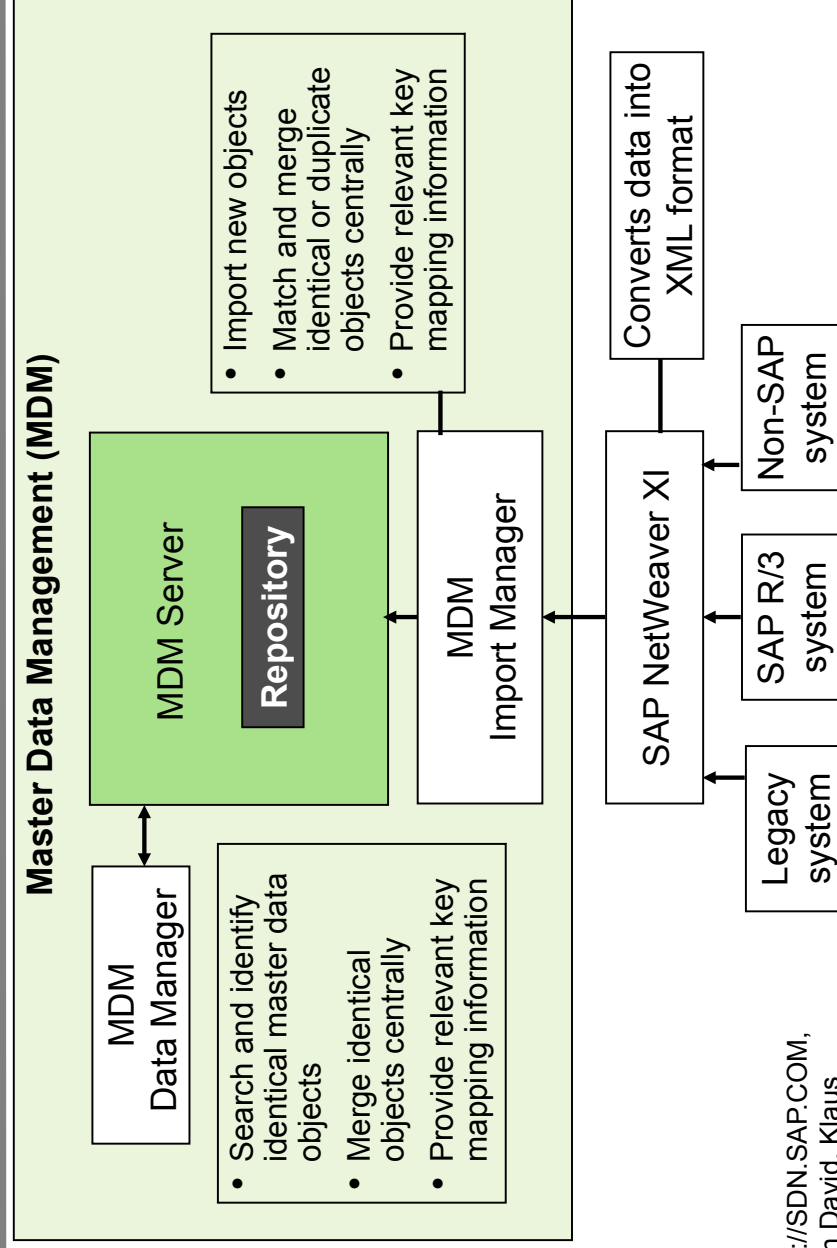 Master Data Management (MDM)
MDM
Data Manager
MDM Server
Repository
• Search and identify
identical master data
objects
• Merge identical
objects centrally
• Provide relevant key
mapping information
MDM
Import Manager
• Import new objects
• Match and merge
identical or duplicate
objects centrally
• Provide relevant key
mapping information
SAP NetWeaver XI
Converts data into
XML format
Legacy
system
SAP R/3
system
Non-SAP
system
://SDN.SAP.COM,
David, Klaus